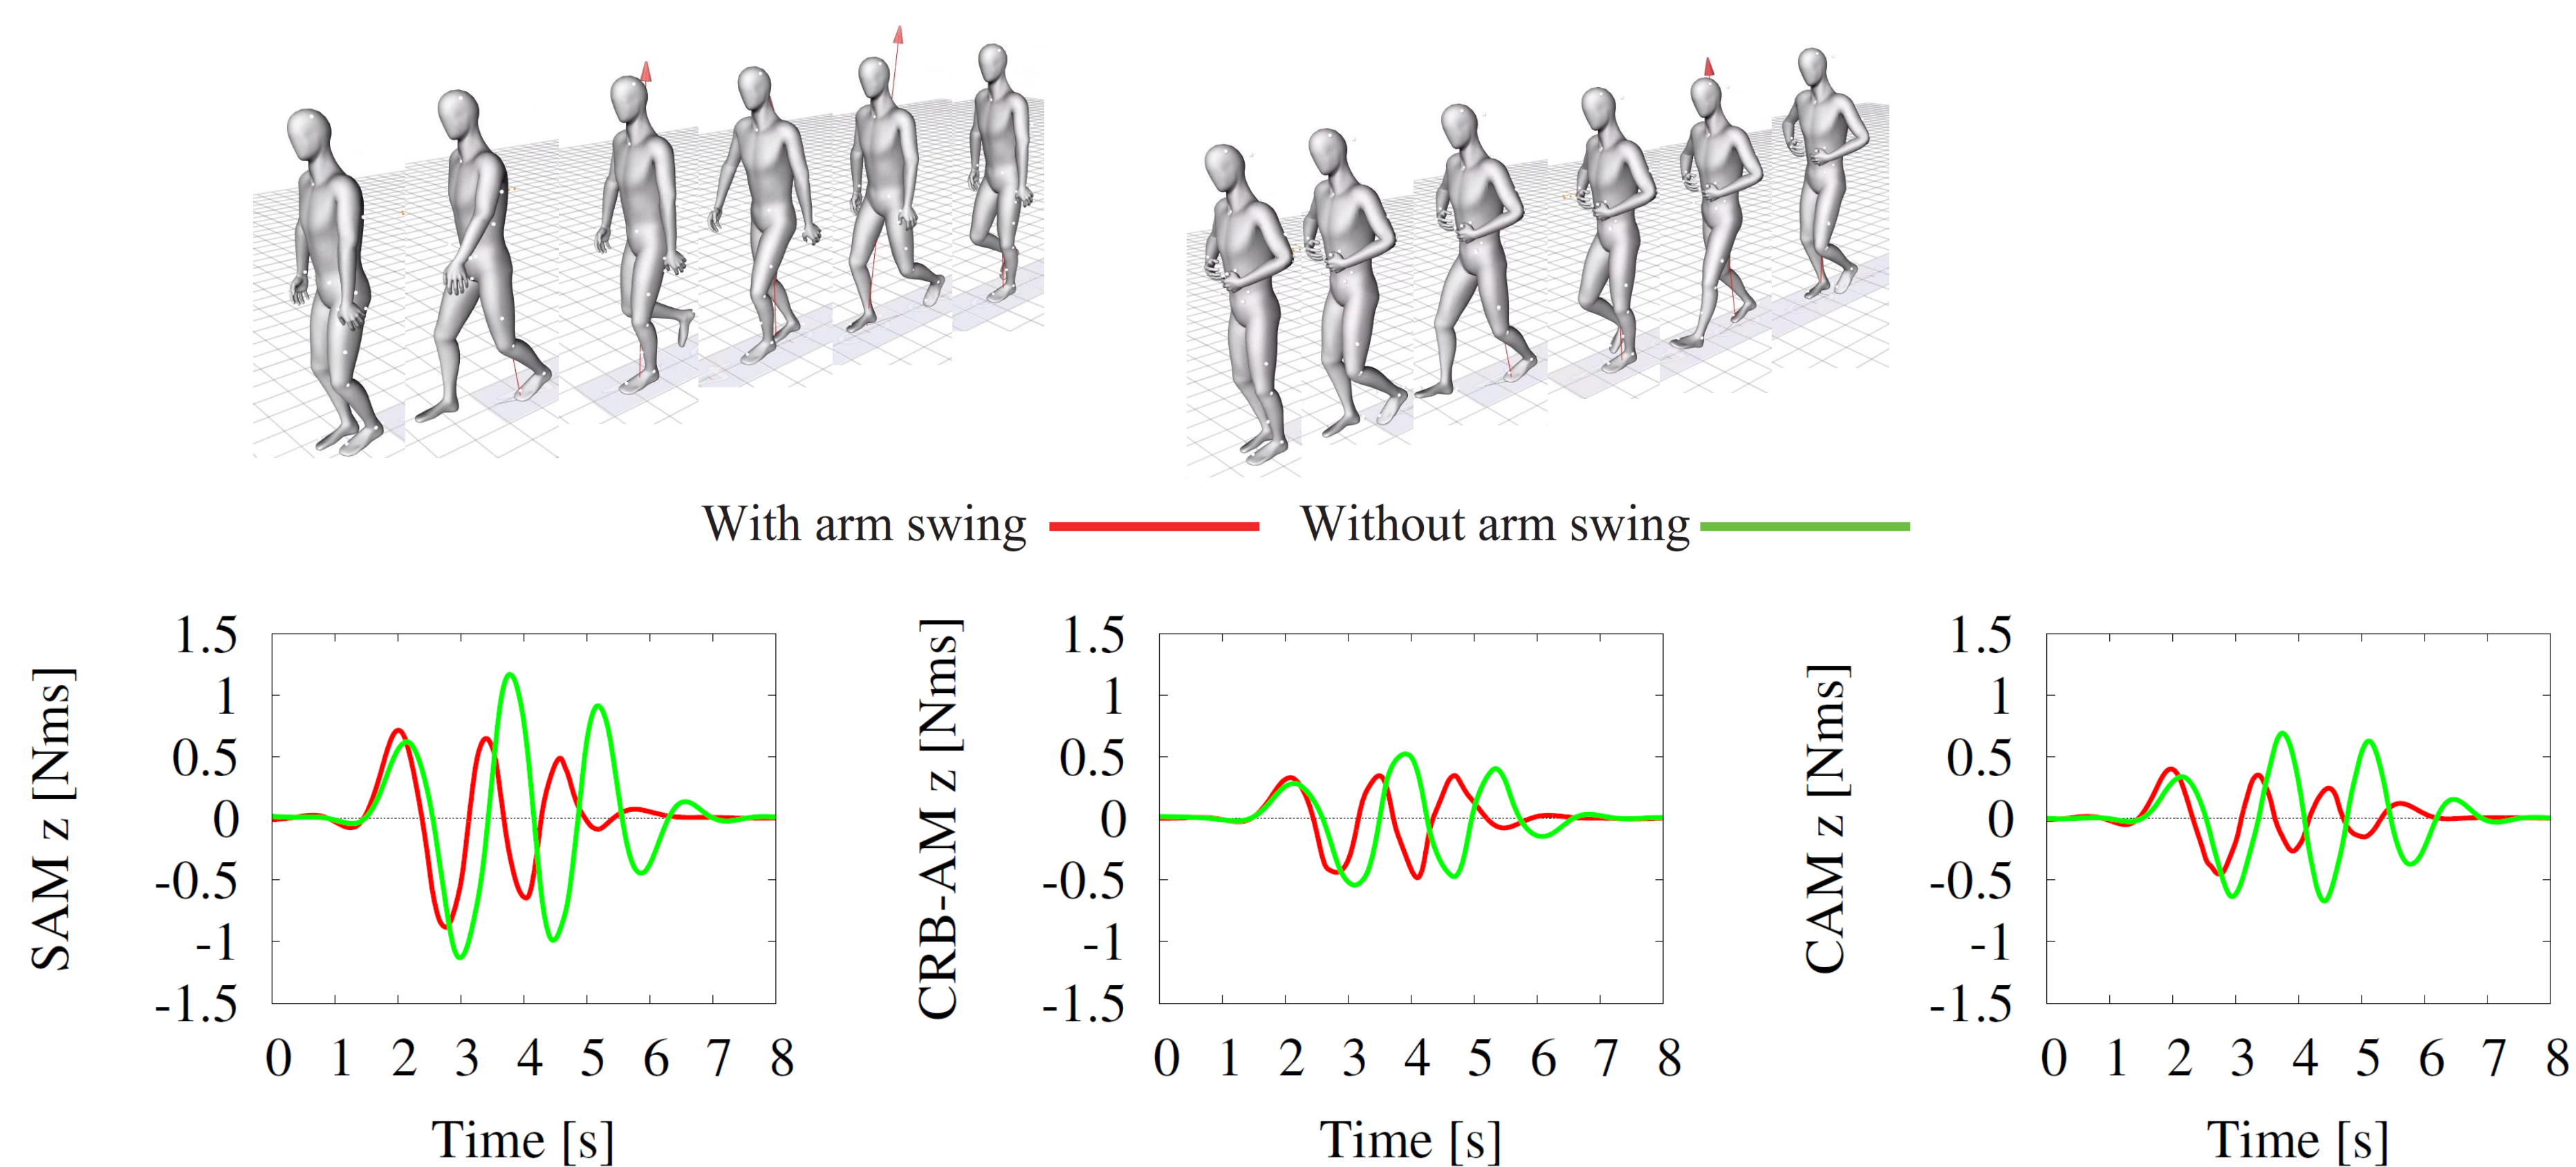 With arm swing
Without arm swing
SAM z [Nms]
1.5
1
0.5
0
-0.5
-1
-1.5
0 1 2 3 4 5 6 7 8
Time [s]
CRB-AM z [Nms]
1.5
1
0.5
0
-0.5
-1
-1.5
0 1 2 3 4 5 6 7 8
Time [s]
CAM z [Nms]
1.5
1
0.5
0
-0.5
-1
-1.5
0 1 2 3 4 5 6 7 8
Time [s]